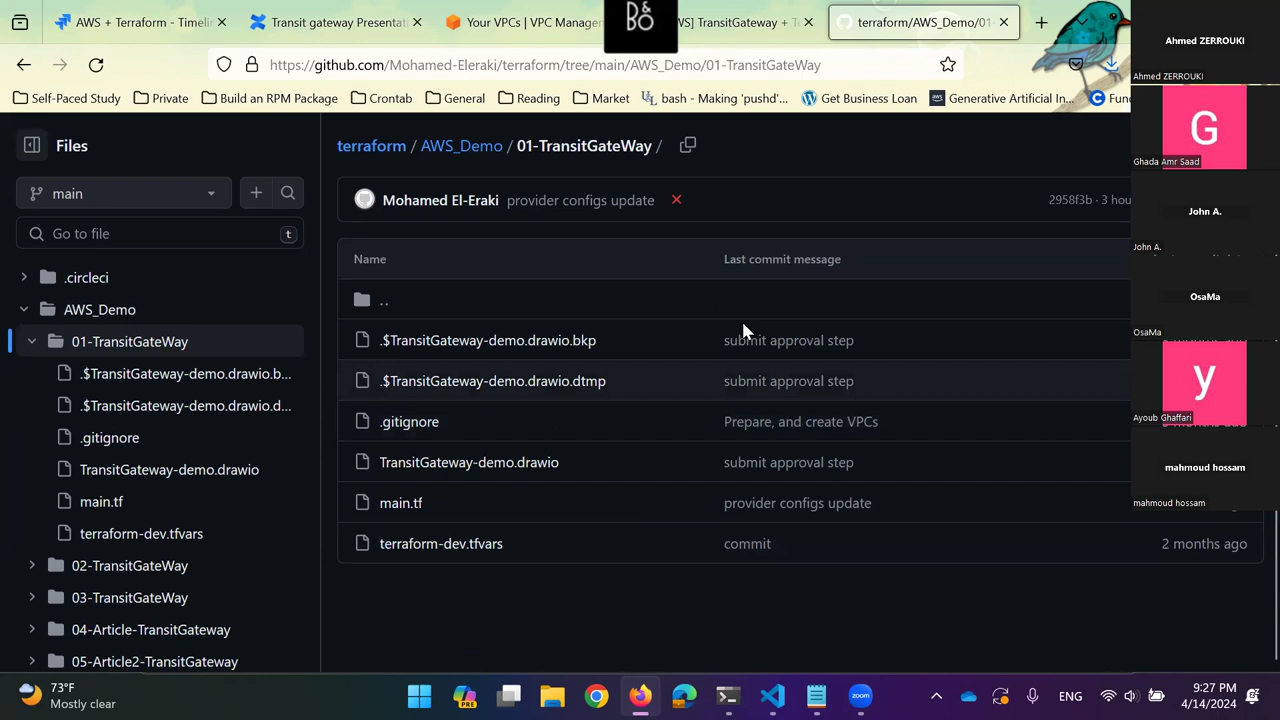 AWS + Terraform - Timeli
Transit gateway Presentati
Your VPCs | VPC Manage
WS] TransitGateway + Te
terraform/AWS_Demo/01-
D&
BO
https://github.com/Mohamed-Eleraki/terraform/tree/main/AWS_Demo/01-TransitGateWay
Self-Paced Study
Private
Build an RPM Package
Crontab
General
Reading
Market
bash - Making 'pushd'...
Get Business Loan
Generative Artificial In...
Fun
Files
terraform / AWS_Demo / 01-TransitGateWay /
main
Mohamed El-Eraki provider configs update
2958f3b · 3 hou
Go to file
t
Name
Last commit message
.circleci
AWS_Demo
01-TransitGateWay
.$TransitGateway-demo.drawio.b...
.$TransitGateway-demo.drawio.d...
.gitignore
TransitGateway-demo.drawio
main.tf
terraform-dev.tfvars
02-TransitGateWay
03-TransitGateWay
04-Article-TransitGateway
05-Article2-TransitGateway
..
.$TransitGateway-demo.drawio.bkp submit approval step
.$TransitGateway-demo.drawio.dtmp submit approval step
.gitignore Prepare, and create VPCs
TransitGateway-demo.drawio submit approval step
main.tf provider configs update
terraform-dev.tfvars commit 2 months ago
Ahmed ZERROUKI
Ahmed ZERROUKI
G
Ghada Amr Saad
John A.
John A.
OsaMa
OsaMa
y
Ayoub Ghaffari
mahmoud hossam
mahmoud hossam
73°F
Mostly clear
PRE
zoom
ENG
9:27 PM
4/14/2024